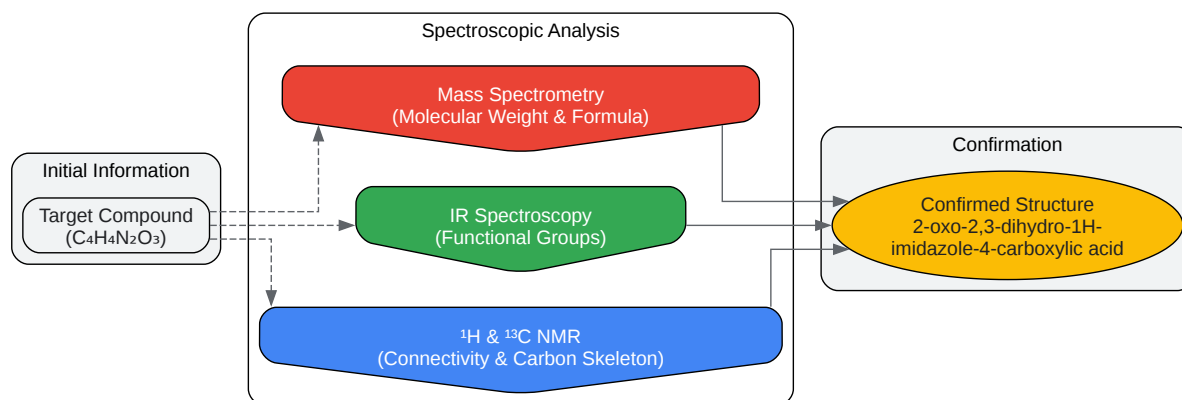 Spectroscopic Analysis
Mass Spectrometry
(Molecular Weight & Formula)
Initial Information
Target Compound
(C₄H₄N₂O₃)
IR Spectroscopy
(Functional Groups)
¹H & ¹³C NMR
(Connectivity & Carbon Skeleton)
Confirmation
Confirmed Structure
2-oxo-2,3-dihydro-1H-
imidazole-4-carboxylic acid